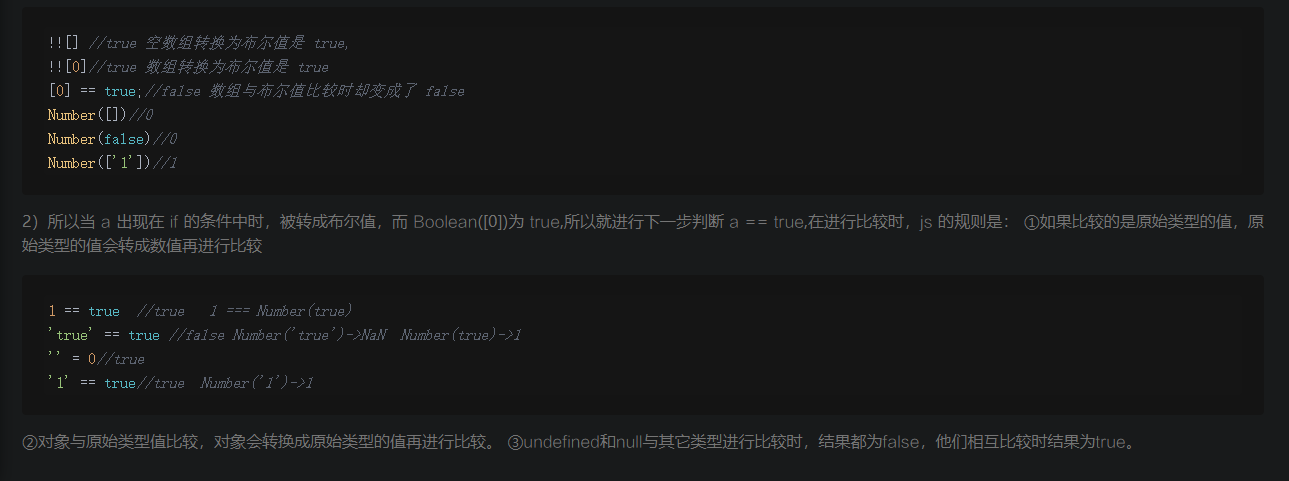 !![] //true 空数组转换为布尔值是 true,
!![0]//true 数组转换为布尔值是 true
[0] == true;//false 数组与布尔值比较时却变成了 false
Number([])//0
Number(false)//0
Number(['1'])//1
2）所以当 a 出现在 if 的条件中时，被转成布尔值，而 Boolean([0])为 true,所以就进行下一步判断 a == true,在进行比较时，js 的规则是： ①如果比较的是原始类型的值，原
始类型的值会转成数值再进行比较
1 == true  //true   1 === Number(true)
'true' == true //false Number('true')->NaN  Number(true)->1
'' = 0//true
'1' == true//true  Number('1')->1
②对象与原始类型值比较，对象会转换成原始类型的值再进行比较。 ③undefined和null与其它类型进行比较时，结果都为false，他们相互比较时结果为true。